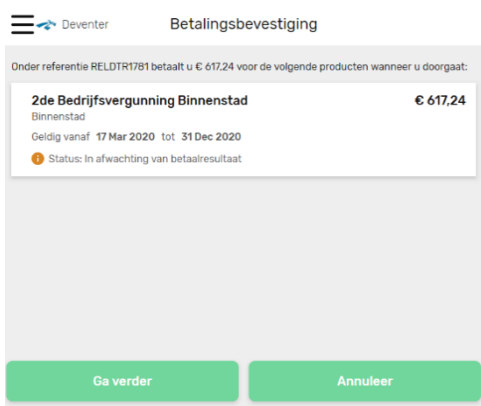 Deventer
Betalingsbevestiging
Onder referentie RELDTR1781 betaalt u € 617,24 voor de volgende producten wanneer u doorgaat:
2de Bedrijfsvergunning Binnenstad € 617,24
Binnenstad
Geldig vanaf 17 Mar 2020 tot 31 Dec 2020
Status: In afwachting van betaalresultaat
Ga verder
Annuleer